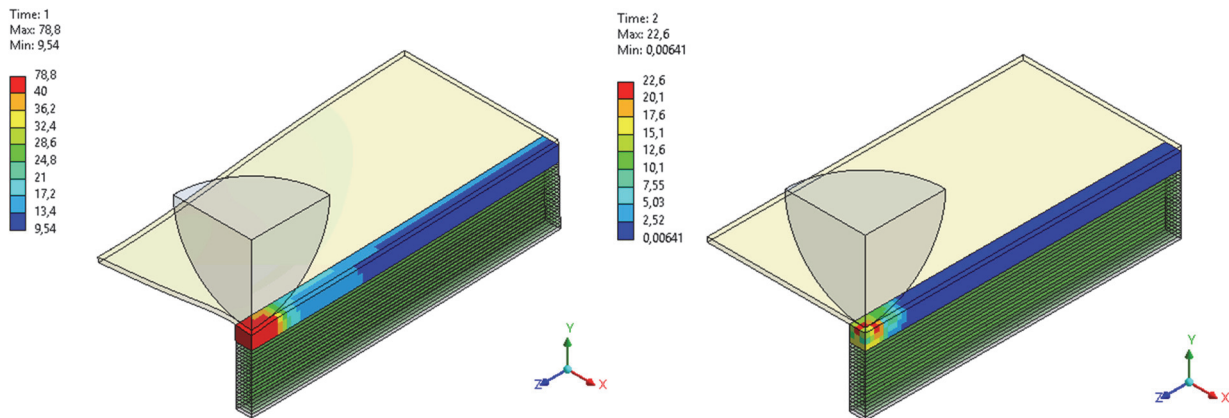 Time: 1
Max: 78,8
Min: 9,54
78,8
40
36,2
32,4
28,6
24,8
21
17,2
13,4
9,54
Y
Z
X
Time: 2
Max: 22,6
Min: 0,00641
22,6
20,1
17,6
15,1
12,6
10,1
7,55
5,03
2,52
0,00641
Y
Z
X